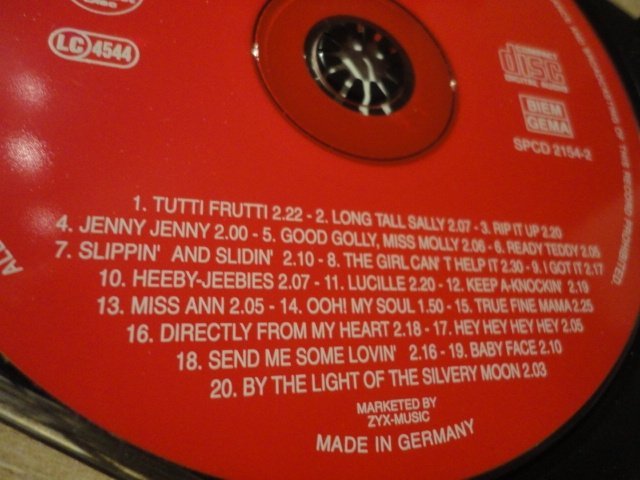 LC 4544
COMPACT
disc
DIGITAL AUDIO
BIEM
GEMA
SPCD 2154-2
1. TUTTI FRUTTI 2.22 - 2. LONG TALL SALLY 2.07 - 3. RIP IT UP 2.20
4. JENNY JENNY 2.00 - 5. GOOD GOLLY, MISS MOLLY 2.06 - 6. READY TEDDY 2.05
7. SLIPPIN' AND SLIDIN' 2.10 - 8. THE GIRL CAN'T HELP IT 2.30 - 9. I GOT IT 2.17
10. HEEBY-JEEBIES 2.07 - 11. LUCILLE 2.20 - 12. KEEP A-KNOCKIN' 2.19
13. MISS ANN 2.05 - 14. OOH! MY SOUL 1.50 - 15. TRUE FINE MAMA 2.25
16. DIRECTLY FROM MY HEART 2.18 - 17. HEY HEY HEY HEY 2.05
18. SEND ME SOME LOVIN' 2.16 - 19. BABY FACE 2.10
20. BY THE LIGHT OF THE SILVERY MOON 2.03
MARKETED BY
ZYX-MUSIC
MADE IN GERMANY
OF THIS RECORD PROHIBITED.